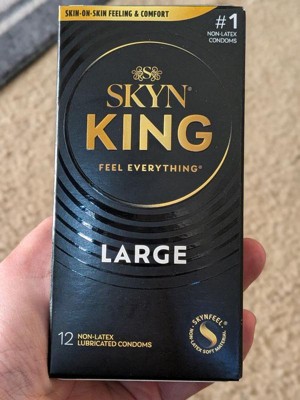 SKIN-ON-SKIN FEELING & COMFORT
#1
NON-LATEX
CONDOMS
SKYN®
KING
FEEL EVERYTHING®
LARGE
12 NON-LATEX
LUBRICATED CONDOMS
SKYNFEEL®
NON-LATEX SOFT MATERIAL